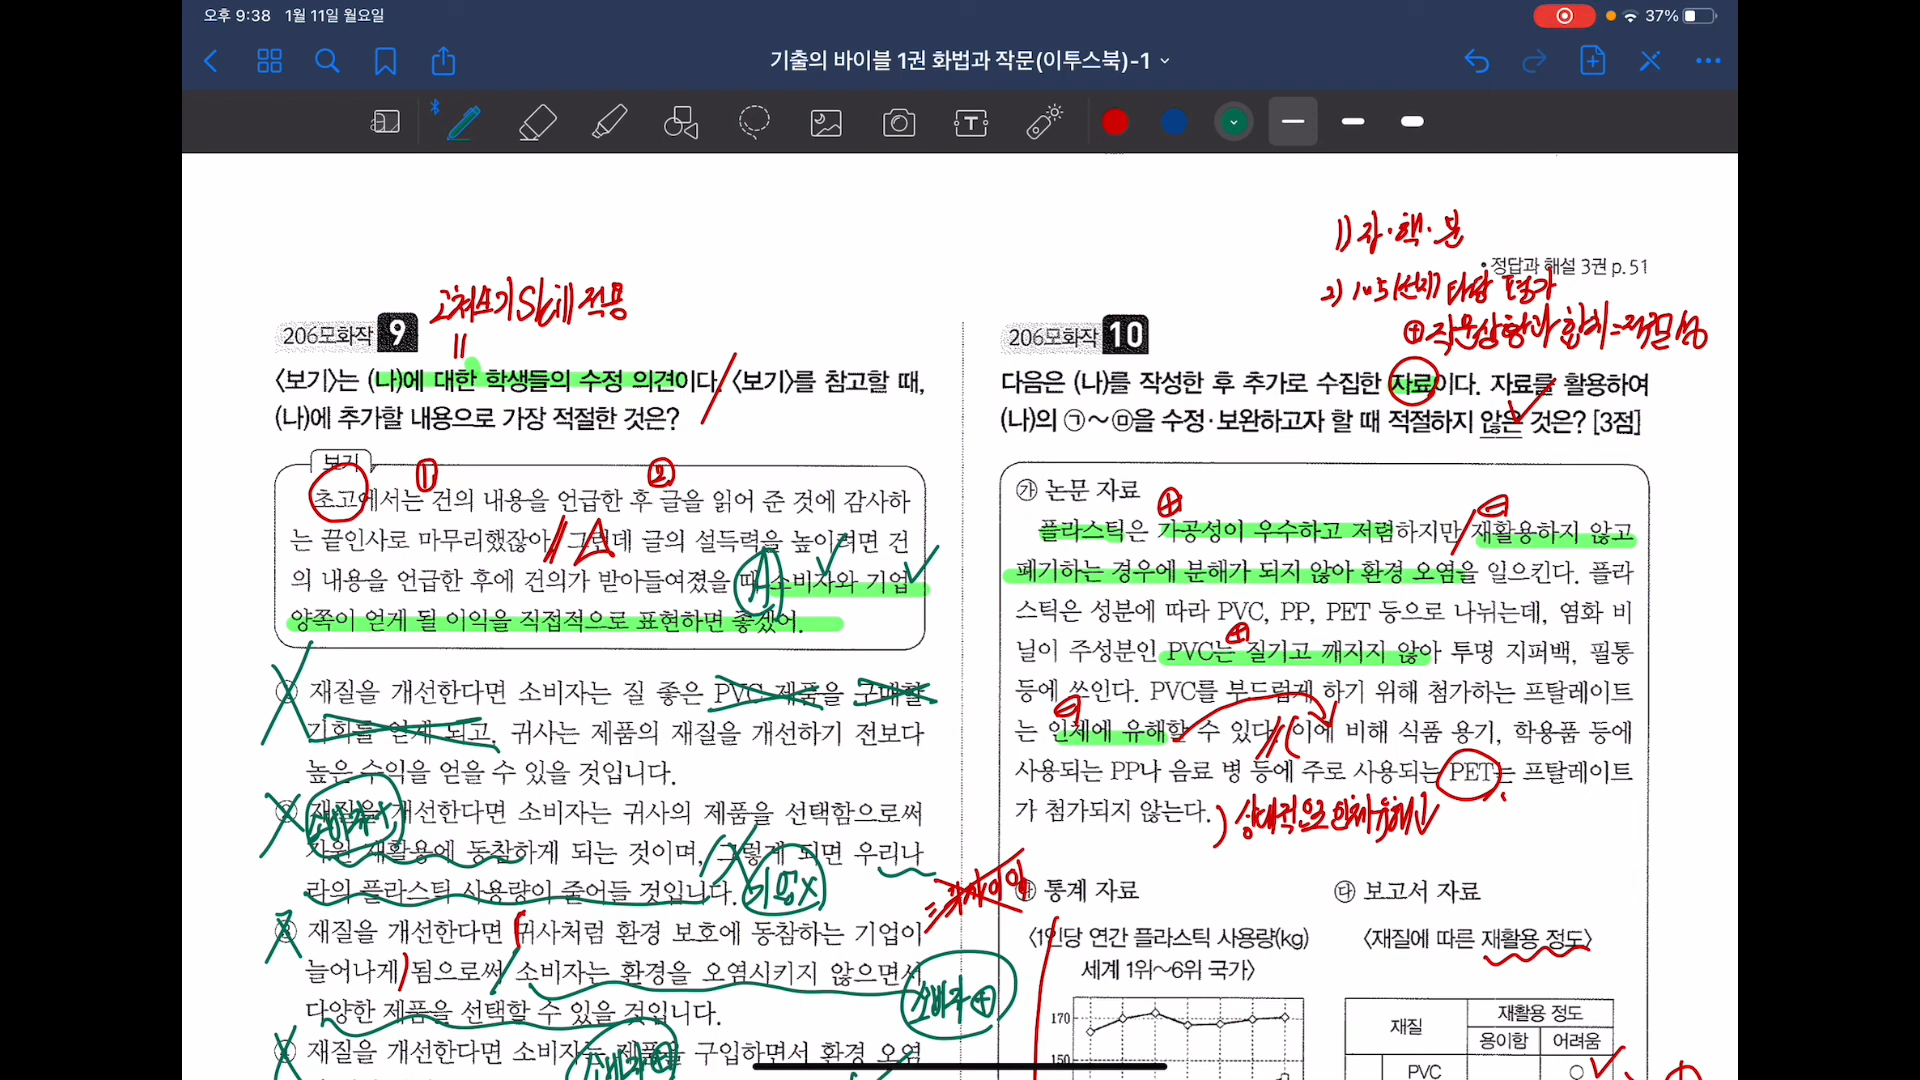 오후 9:38 1월 11일 월요일
37%
기출의 바이블 1권 화법과 작문(이투스북)-1
1) 자·책·분
• 정답과 해설 3권 p.51
고쳐쓰기 Skill 적용
206모화작 9
〈보기〉는 (나)에 대한 학생들의 수정 의견이다. 〈보기〉를 참고할 때,
(나)에 추가할 내용으로 가장 적절한 것은?
보기
1. 2.
초고에서는 건의 내용을 언급한 후 글을 읽어 준 것에 감사하
는 끝인사로 마무리했잖아. 그런데 글의 설득력을 높이려면 건
의 내용을 언급한 후에 건의가 받아들여졌을 때 소비자와 기업
양쪽이 얻게 될 이익을 직접적으로 표현하면 좋겠어.
① 재질을 개선한다면 소비자는 질 좋은 PVC 제품을 구매할
기회를 얻게 되고, 귀사는 제품의 재질을 개선하기 전보다
높은 수익을 얻을 수 있을 것입니다.
② 재질을 개선한다면 소비자는 귀사의 제품을 선택함으로써
자원 재활용에 동참하게 되는 것이며, 그렇게 되면 우리나
라의 플라스틱 사용량이 줄어들 것입니다.
기업X
③ 재질을 개선한다면 귀사처럼 환경 보호에 동참하는 기업이
늘어나게 됨으로써 소비자는 환경을 오염시키지 않으면서
다양한 제품을 선택할 수 있을 것입니다.
소비자 +
④ 재질을 개선한다면 소비자는 제품을 구입하면서 환경 오염
206모화작 10
다음은 (나)를 작성한 후 추가로 수집한 자료이다. 자료를 활용하여
(나)의 ㉠~㉤을 수정·보완하고자 할 때 적절하지 않은 것은? [3점]
㉮ 논문 자료
플라스틱은 가공성이 우수하고 저렴하지만 재활용하지 않고
폐기하는 경우에 분해가 되지 않아 환경 오염을 일으킨다. 플라
스틱은 성분에 따라 PVC, PP, PET 등으로 나뉘는데, 염화 비
닐이 주성분인 PVC는 질기고 깨지지 않아 투명 지퍼백, 필통
등에 쓰인다. PVC를 부드럽게 하기 위해 첨가하는 프탈레이트
는 인체에 유해할 수 있다. 이에 비해 식품 용기, 학용품 등에
사용되는 PP나 음료 병 등에 주로 사용되는 PET는 프탈레이트
가 첨가되지 않는다.
㉯ 통계 자료
〈1인당 연간 플라스틱 사용량(kg)
세계 1위~6위 국가〉
170
150
㉰ 보고서 자료
〈재질에 따른 재활용 정도〉
재질 재활용 정도
용이함 어려움
PVC ○